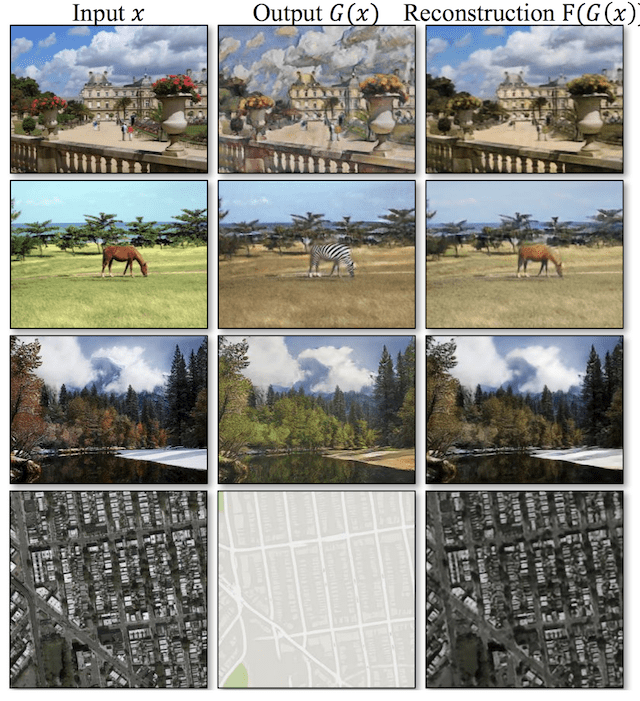 Input 𝑥
Output 𝐺(𝑥)
Reconstruction F(𝐺(𝑥))